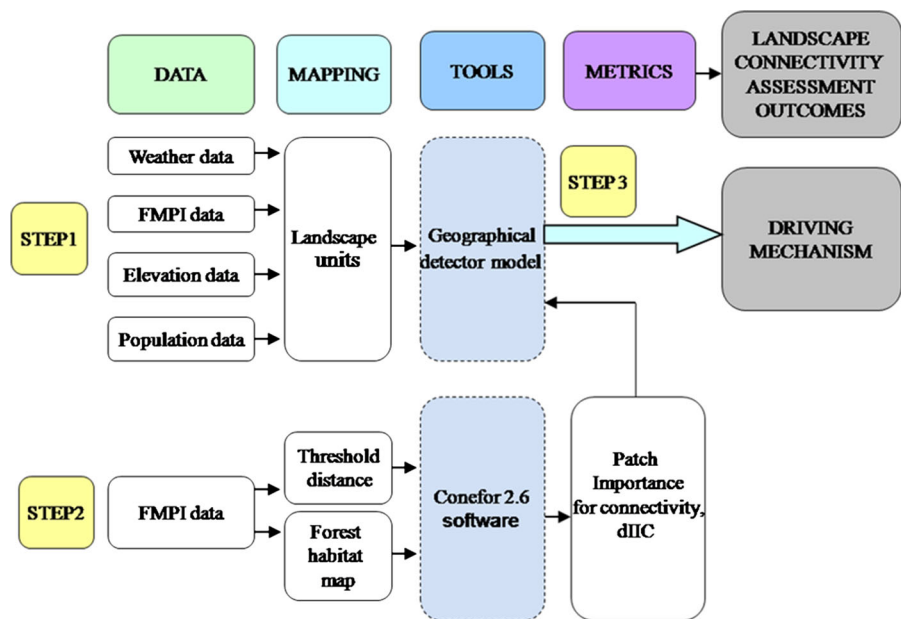 DATA
MAPPING
TOOLS
METRICS
LANDSCAPE
CONNECTIVITY
ASSESSMENT
OUTCOMES
STEP1
Weather data
FMPI data
Elevation data
Population data
Landscape
units
Geographical
detector model
STEP 3
DRIVING
MECHANISM
STEP2
FMPI data
Threshold
distance
Forest
habitat
map
Conefor 2.6
software
Patch
Importance
for connectivity,
dIIC